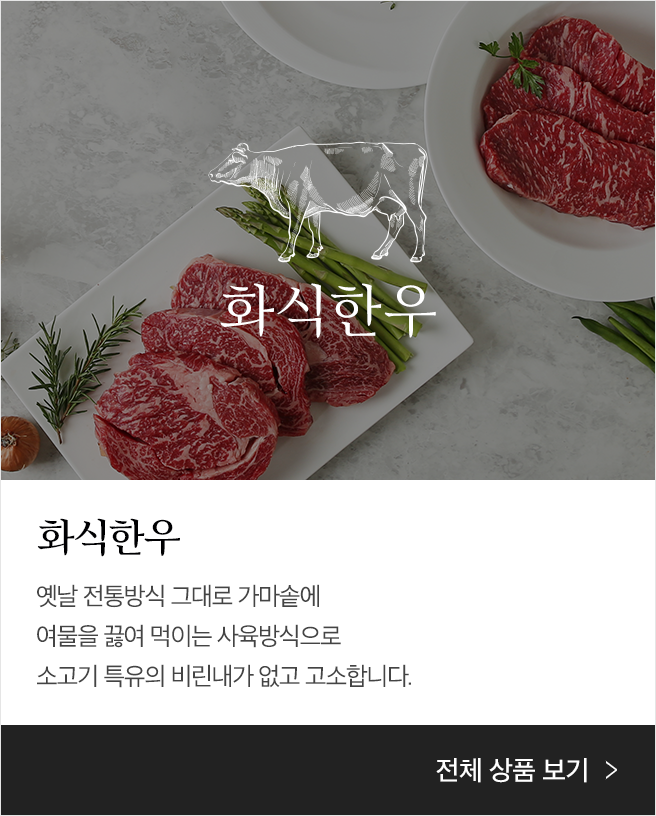 화식한우
화식한우
옛날 전통방식 그대로 가마솥에
여물을 끓여 먹이는 사육방식으로
소고기 특유의 비린내가 없고 고소합니다.
전체 상품 보기 >